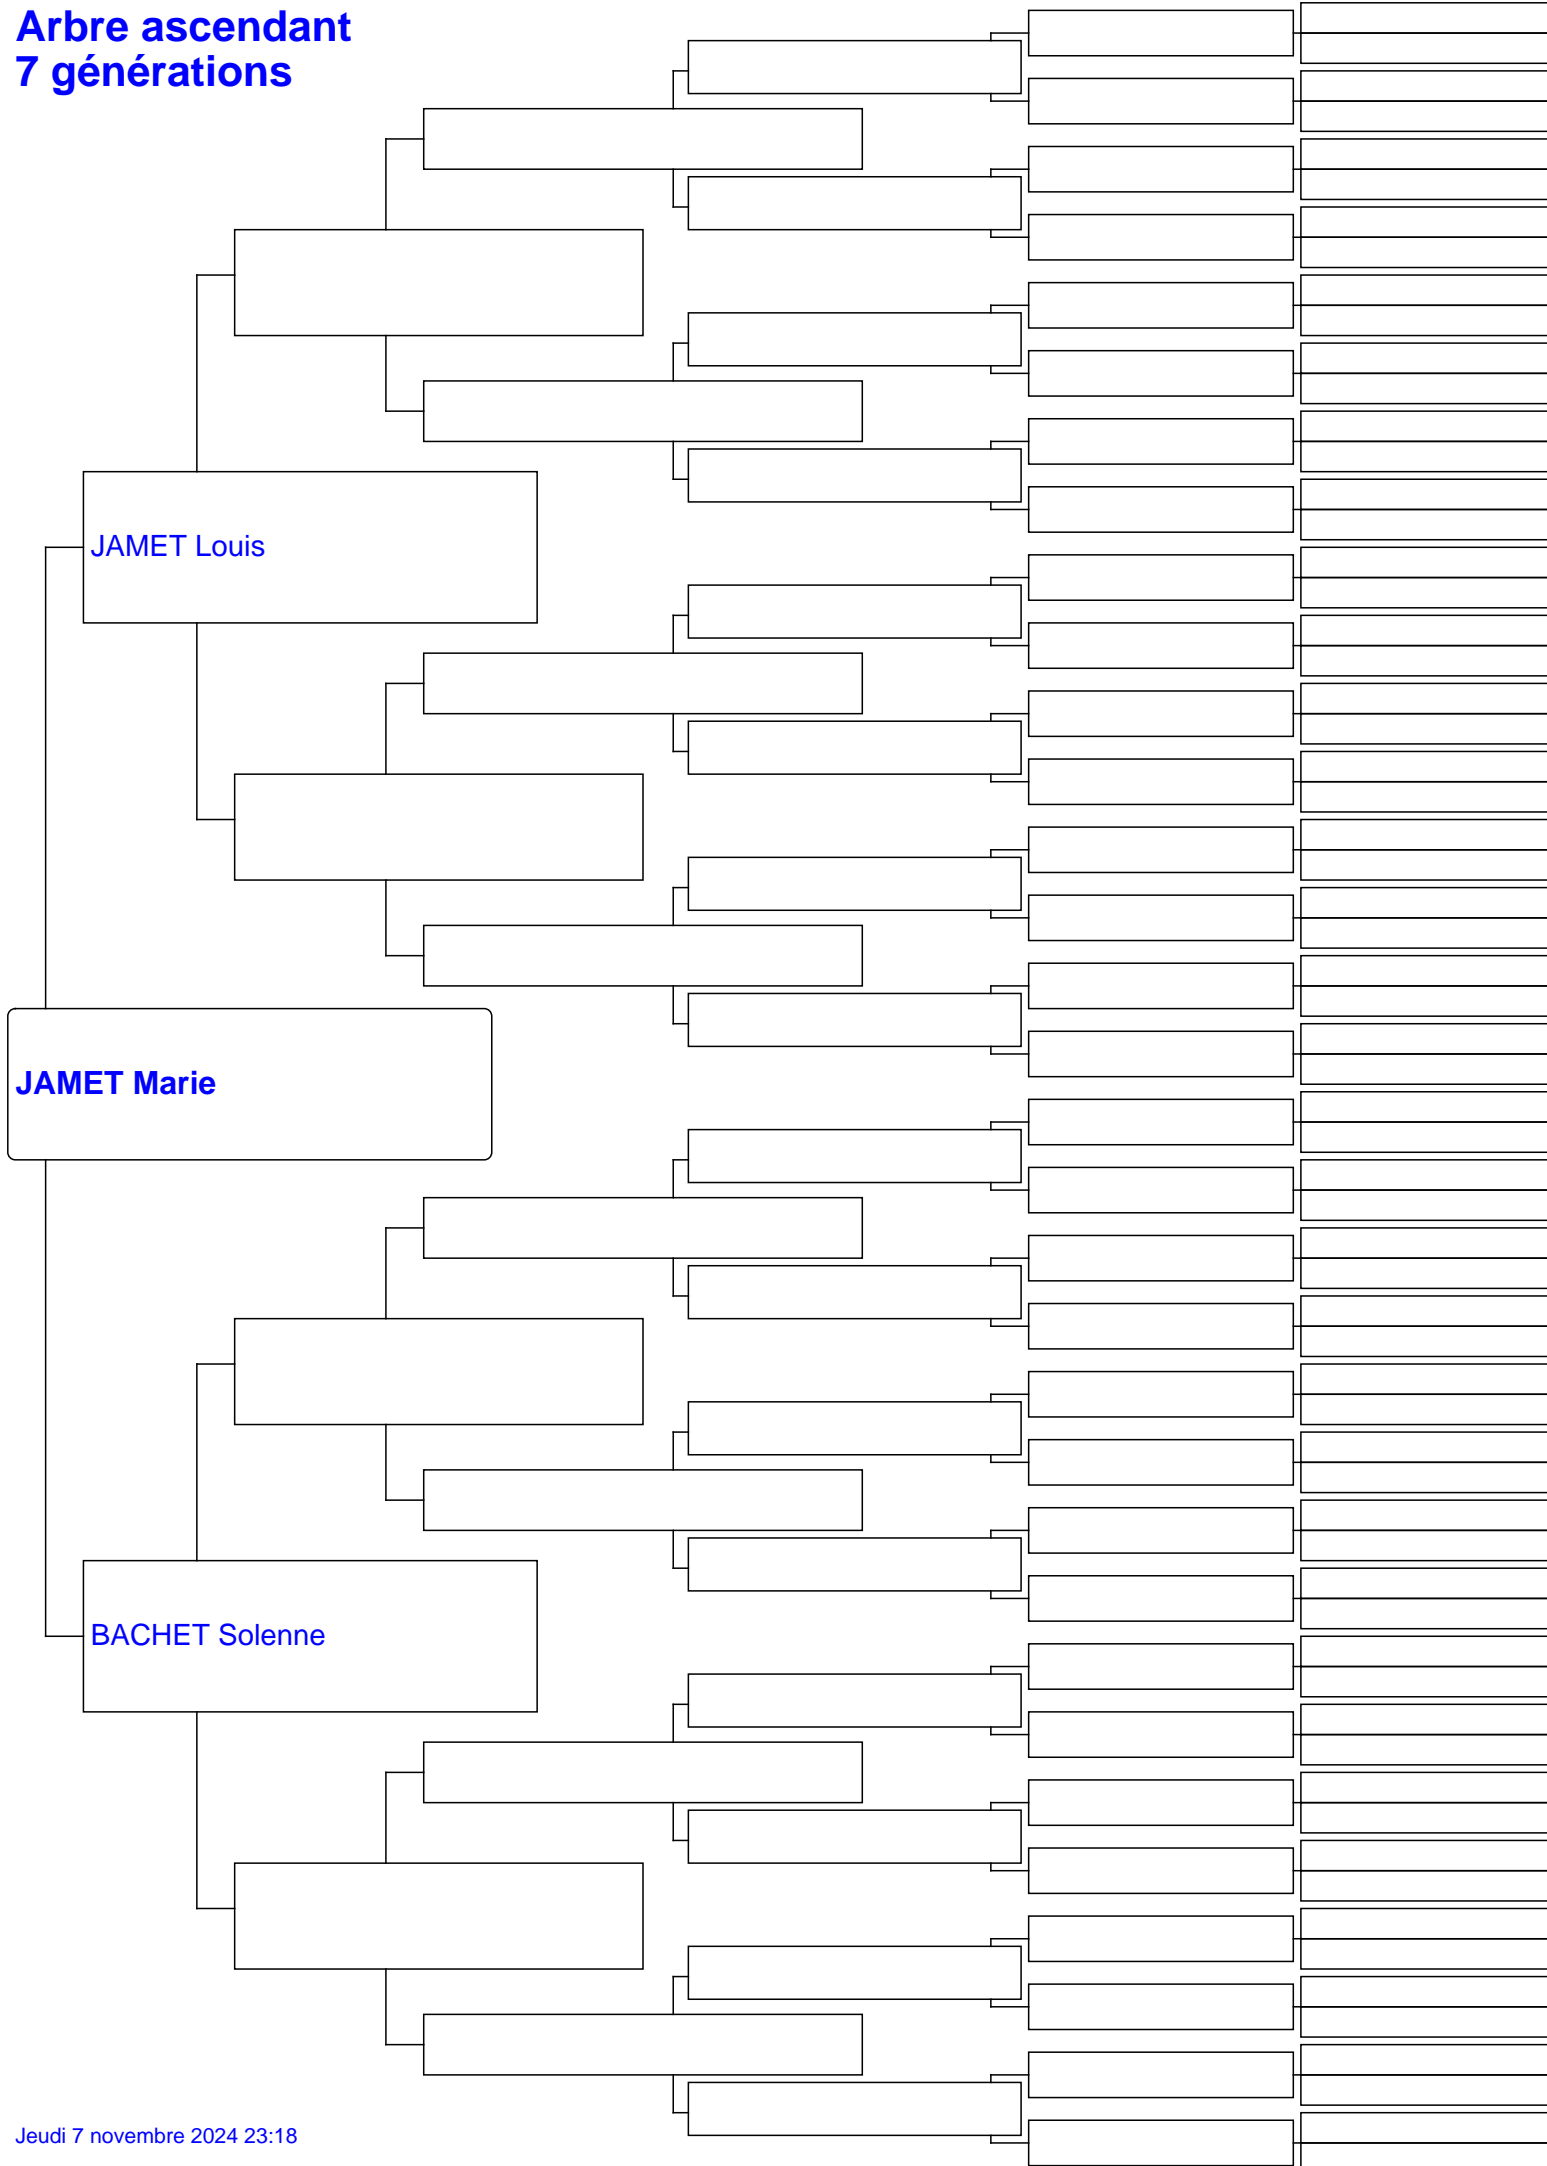 Arbre ascendant
7 générations
JAMET Louis
JAMET Marie
BACHET Solenne
Jeudi 7 novembre 2024 23:18